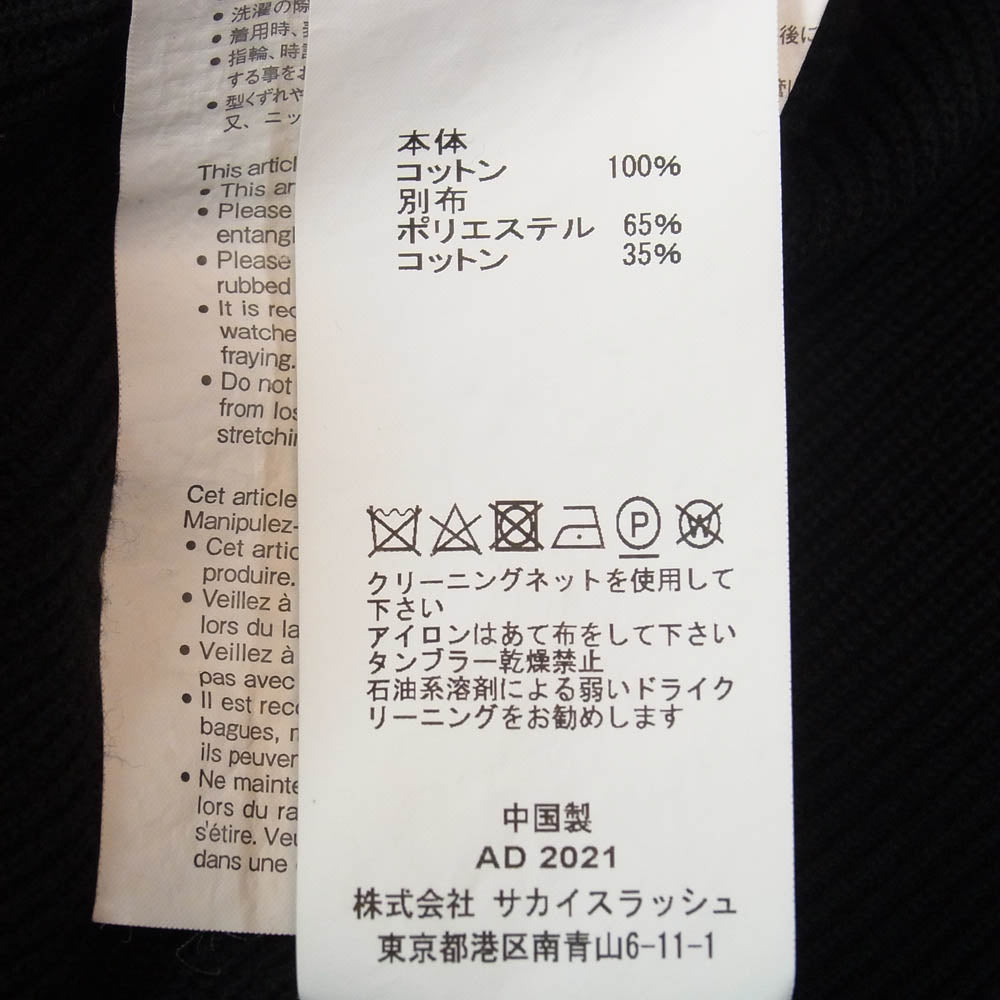 • 洗濯の際
• 着用時、
• 指輪、時計
する事をお
• 型くずれや
又、ニッ
This articl
• This ar
• Please
entangl
• Please
rubbed
• It is rec
watche
fraying.
• Do not
from los
stretchi
Cet article
Manipulez-
• Cet artic
produire.
• Veillez à
lors du la
• Veillez à
pas avec
• Il est reco
bagues,
ils peuven
• Ne mainte
lors du ra
s'étire. Veu
dans une
後に
本体
コットン 100%
別布
ポリエステル 65%
コットン 35%
P W
クリーニングネットを使用して
下さい
アイロンはあて布をして下さい
タンブラー乾燥禁止
石油系溶剤による弱いドライク
リーニングをお勧めします
中国製
AD 2021
株式会社 サカイスラッシュ
東京都港区南青山6-11-1